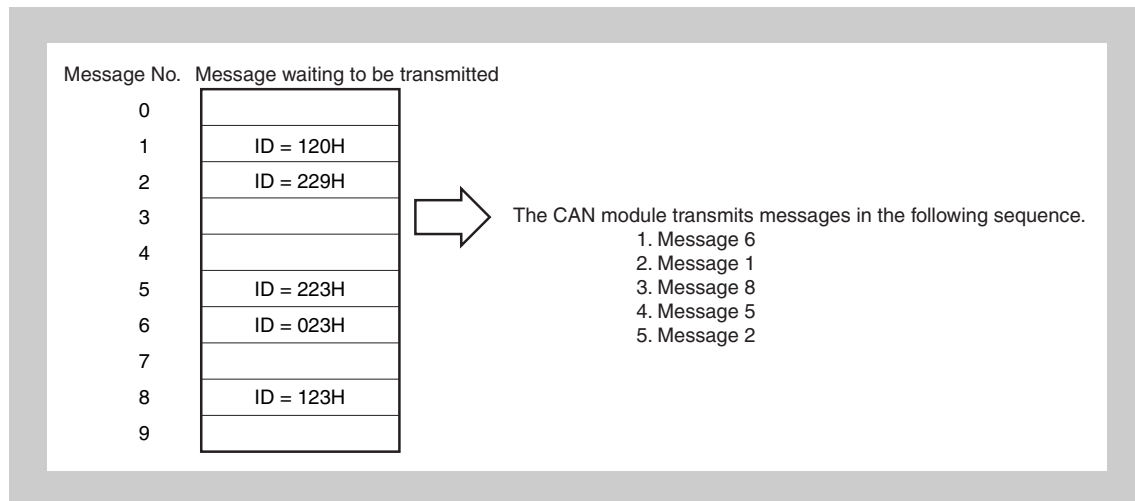 Message No. Message waiting to be transmitted
0
1 ID = 120H
2 ID = 229H
3
The CAN module transmits messages in the following sequence.
1. Message 6
4
2. Message 1
5 ID = 223H
3. Message 8
4. Message 5
6 ID = 023H
5. Message 2
7
8 ID = 123H
9